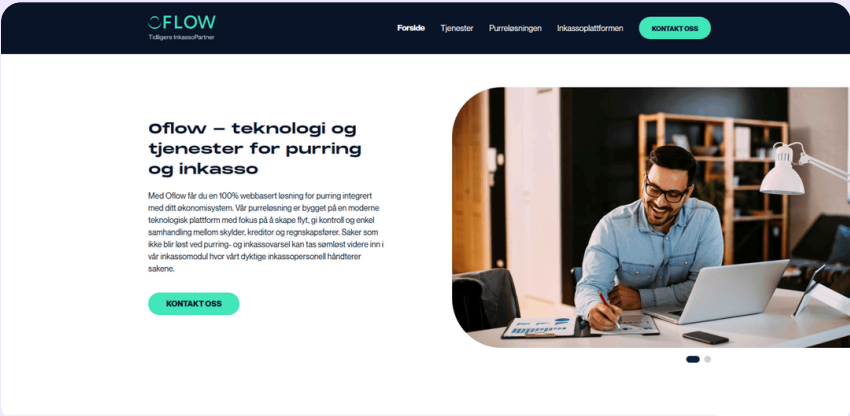 OFLOW
Tidligere InkassoPartner
Forside
Tjenester
Purreløsningen
Inkassoplattformen
KONTAKT OSS
Oflow – teknologi og
tjenester for purring
og inkasso
Med Oflow får du en 100% webbasert løsning for purring integrert
med ditt økonomisystem. Vår purreløsning er bygget på en moderne
teknologisk plattform med fokus på å skape flyt, gi kontroll og enkel
samhandling mellom skylder, kreditor og regnskapsfører. Saker som
ikke blir løst ved purring- og inkassovarsel kan tas sømløst videre inn i
vår inkassomodul hvor vårt dyktige inkassopersonell håndterer
sakene.
KONTAKT OSS